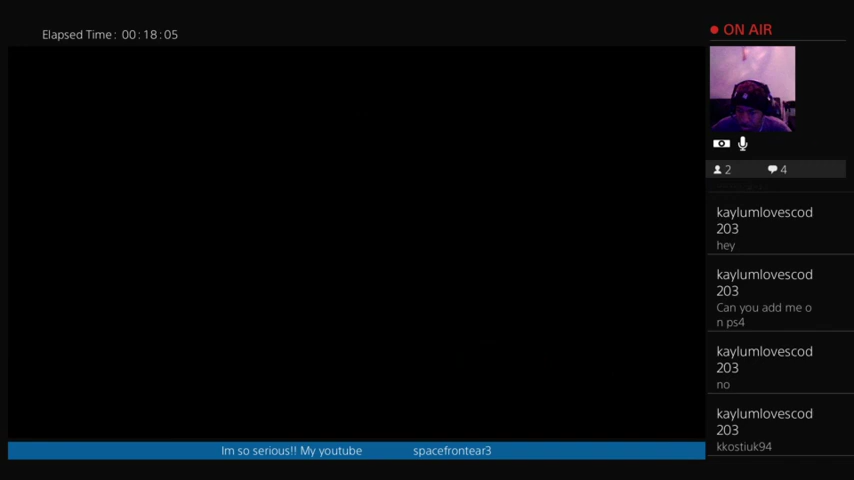 Elapsed Time: 00:18:05
ON AIR
2 4
kaylumlovescod
203
hey
kaylumlovescod
203
Can you add me o
n ps4
kaylumlovescod
203
no
kaylumlovescod
203
kkostiuk94
Im so serious!! My youtube spacefrontear3